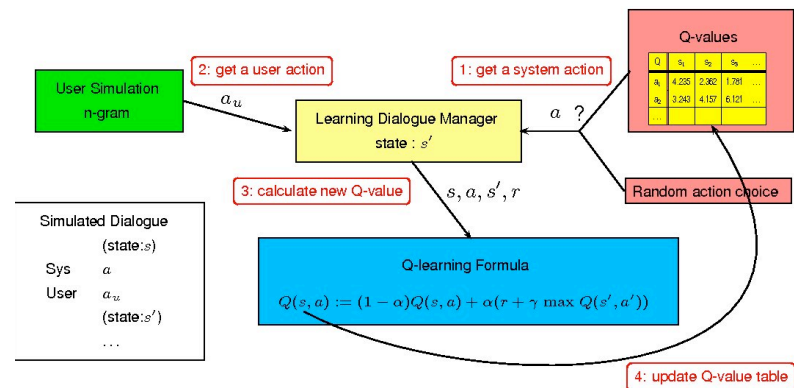 Q-values
Q s₁ s₂ s₃ ...
a₁ 4.235 2.362 1.781 ...
a₂ 3.243 4.157 6.121 ...
...
2: get a user action
1: get a system action
User Simulation
n-gram
a_u
Learning Dialogue Manager
state : s′
a ?
Random action choice
3: calculate new Q-value
s, a, s′, r
Simulated Dialogue
(state:s)
Sys a
User a_u
(state:s′)
...
Q-learning Formula
Q(s, a) := (1 − α)Q(s, a) + α(r + γ max Q(s′, a′))
4: update Q-value table